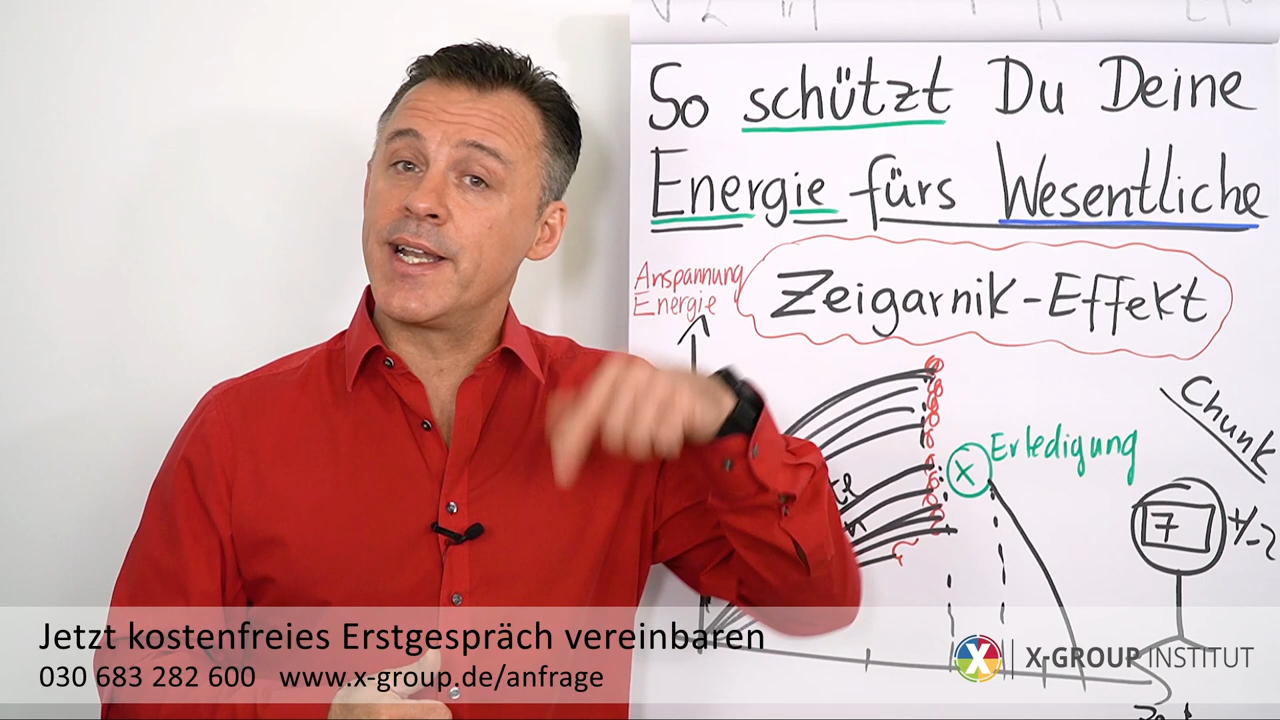 So schützt Du Deine
Energie fürs Wesentliche
Anspannung
Energie
Zeigarnik-Effekt
Chunk
Erledigung
x
7
+/-2
Jetzt kostenfreies Erstgespräch vereinbaren
030 683 282 600 www.x-group.de/anfrage
X
X-GROUP INSTITUT